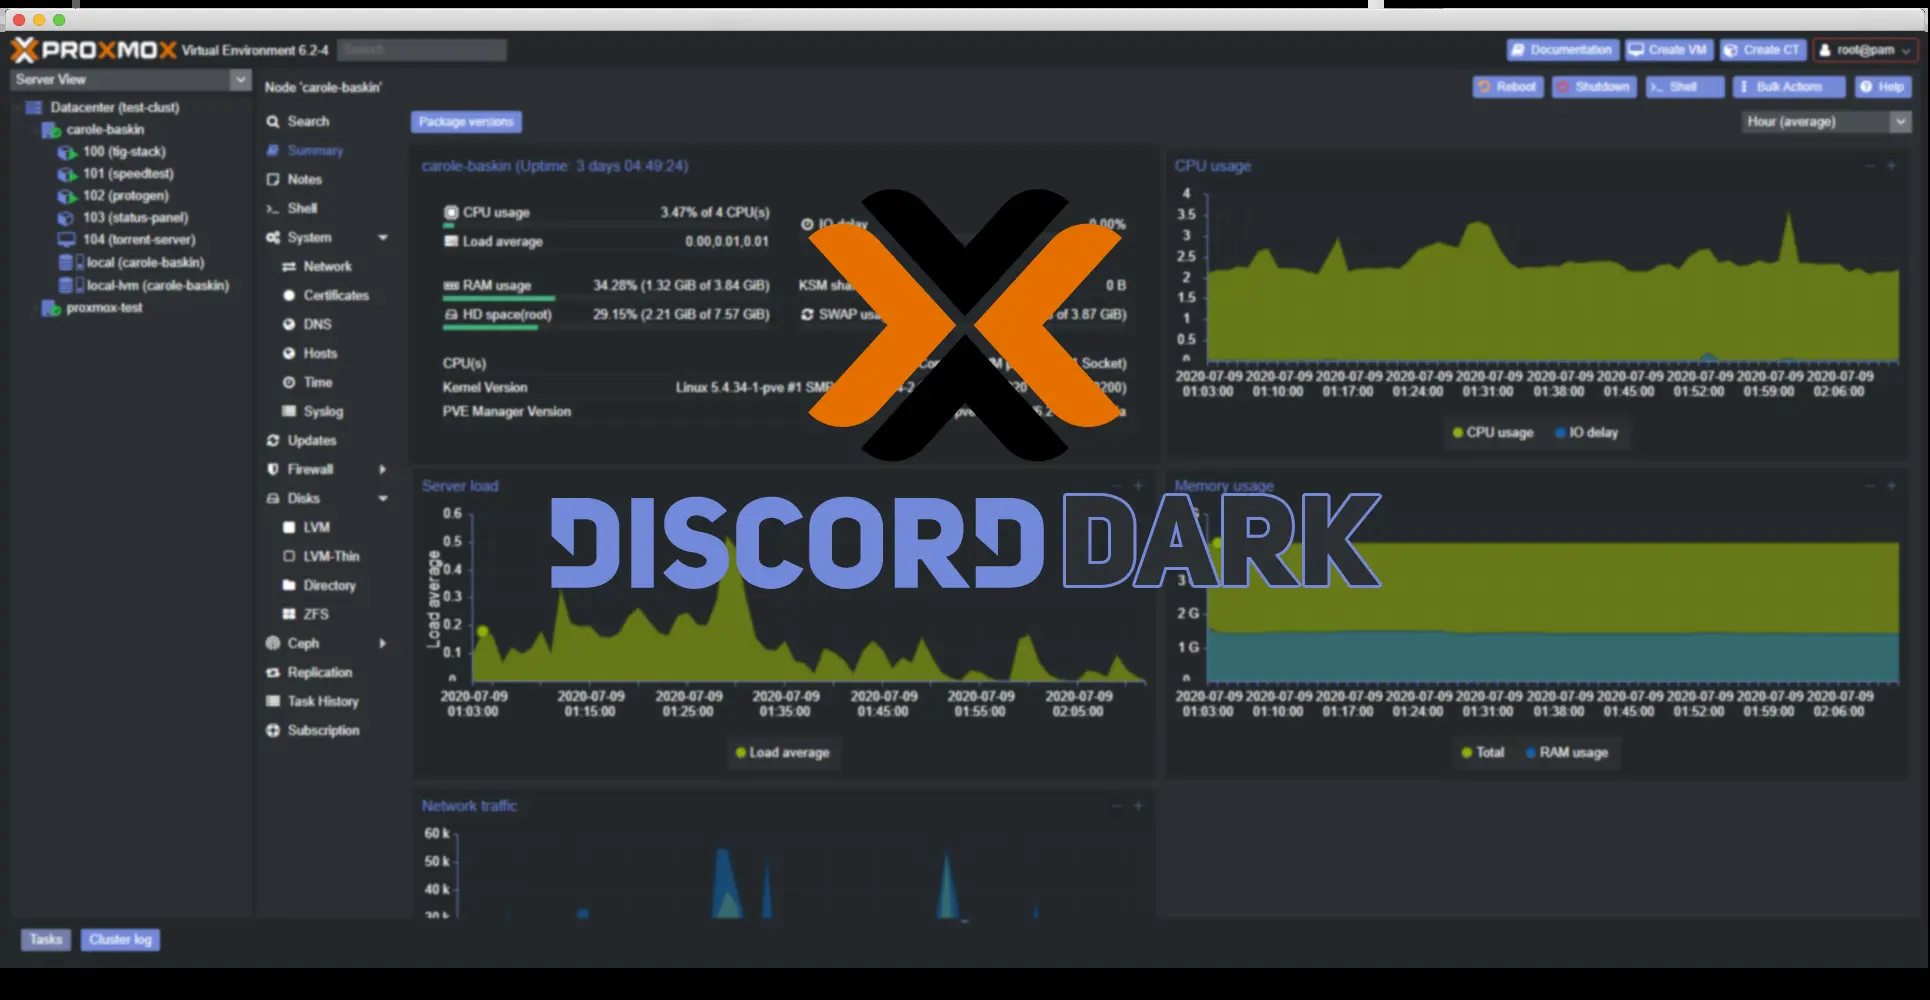 PROXMOX Virtual Environment 6.2-4
Search
Documentation
Create VM
Create CT
root@pam
Server View
Datacenter (test-clust)
carole-baskin
100 (tig-stack)
101 (speedtest)
102 (protogen)
103 (status-panel)
104 (torrent-server)
local (carole-baskin)
local-lvm (carole-baskin)
proxmox-test
Node 'carole-baskin'
Reboot
Shutdown
>_ Shell
Bulk Actions
Help
Search
Summary
Notes
>_ Shell
System
Network
Certificates
DNS
Hosts
Time
Syslog
Updates
Firewall
Disks
LVM
LVM-Thin
Directory
ZFS
Ceph
Replication
Task History
Subscription
Package versions
Hour (average)
carole-baskin (Uptime: 3 days 04:49:24)
CPU usage 3.47% of 4 CPU(s)
IO delay 0.00%
Load average 0.00,0.01,0.01
RAM usage 34.28% (1.32 GiB of 3.84 GiB)
KSM sha 0 B
HD space(root) 29.15% (2.21 GiB of 7.57 GiB)
SWAP us of 3.87 GiB)
CPU(s) Socket)
Kernel Version Linux 5.4.34-1-pve #1 SMP
PVE Manager Version
CPU usage
4
3.5
3
2.5
2
1.5
1
0.5
0
2020-07-09 2020-07-09 2020-07-09 2020-07-09 2020-07-09 2020-07-09 2020-07-09 2020-07-09 2020-07-09 2020-07-09
01:03:00 01:10:00 01:17:00 01:24:00 01:31:00 01:38:00 01:45:00 01:52:00 01:59:00 02:06:00
CPU usage IO delay
DISCORD DARK
Server load
Load average
0.6
0.5
0.4
0.3
0.2
0.1
0
2020-07-09 2020-07-09 2020-07-09 2020-07-09 2020-07-09 2020-07-09 2020-07-09
01:03:00 01:15:00 01:25:00 01:35:00 01:45:00 01:55:00 02:05:00
Load average
Memory usage
3
2 G
1 G
0
2020-07-09 2020-07-09 2020-07-09 2020-07-09 2020-07-09 2020-07-09 2020-07-09 2020-07-09 2020-07-09 2020-07-09
01:03:00 01:10:00 01:17:00 01:24:00 01:31:00 01:38:00 01:45:00 01:52:00 01:59:00 02:06:00
Total RAM usage
Network traffic
60 k
50 k
40 k
30 k
Tasks
Cluster log